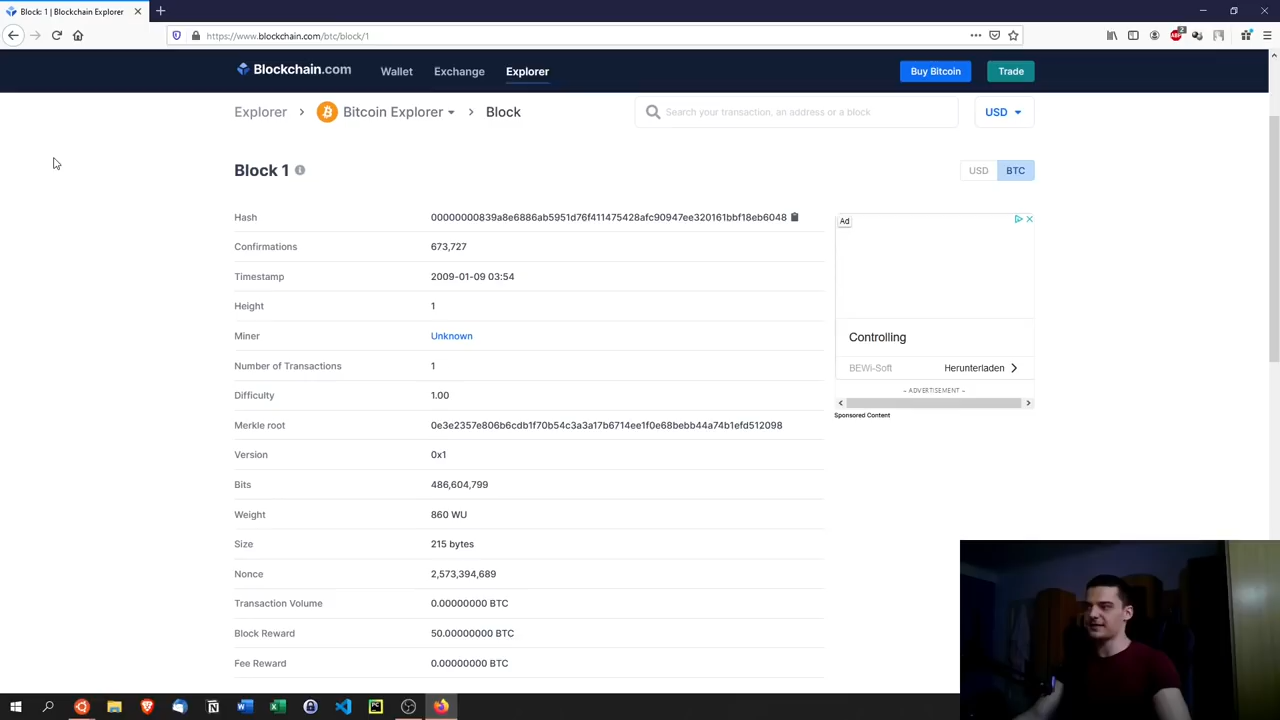 Block: 1 | Blockchain Explorer
https://www.blockchain.com/btc/block/1
Blockchain.com Wallet Exchange Explorer Buy Bitcoin Trade
Explorer Bitcoin Explorer Block Search your transaction, an address or a block USD
Block 1 USD BTC
Hash 00000000839a8e6886ab5951d76f411475428afc90947ee320161bbf18eb6048
Ad
Confirmations 673,727
Timestamp 2009-01-09 03:54
Height 1
Miner Unknown
Controlling
Number of Transactions 1
BEWI-Soft Herunterladen
Difficulty 1.00
– ADVERTISEMENT –
Sponsored Content
Merkle root 0e3e2357e806b6cdb1f70b54c3a3a17b6714ee1f0e68bebb44a74b1efd512098
Version 0x1
Bits 486,604,799
Weight 860 WU
Size 215 bytes
Nonce 2,573,394,689
Transaction Volume 0.00000000 BTC
Block Reward 50.00000000 BTC
Fee Reward 0.00000000 BTC